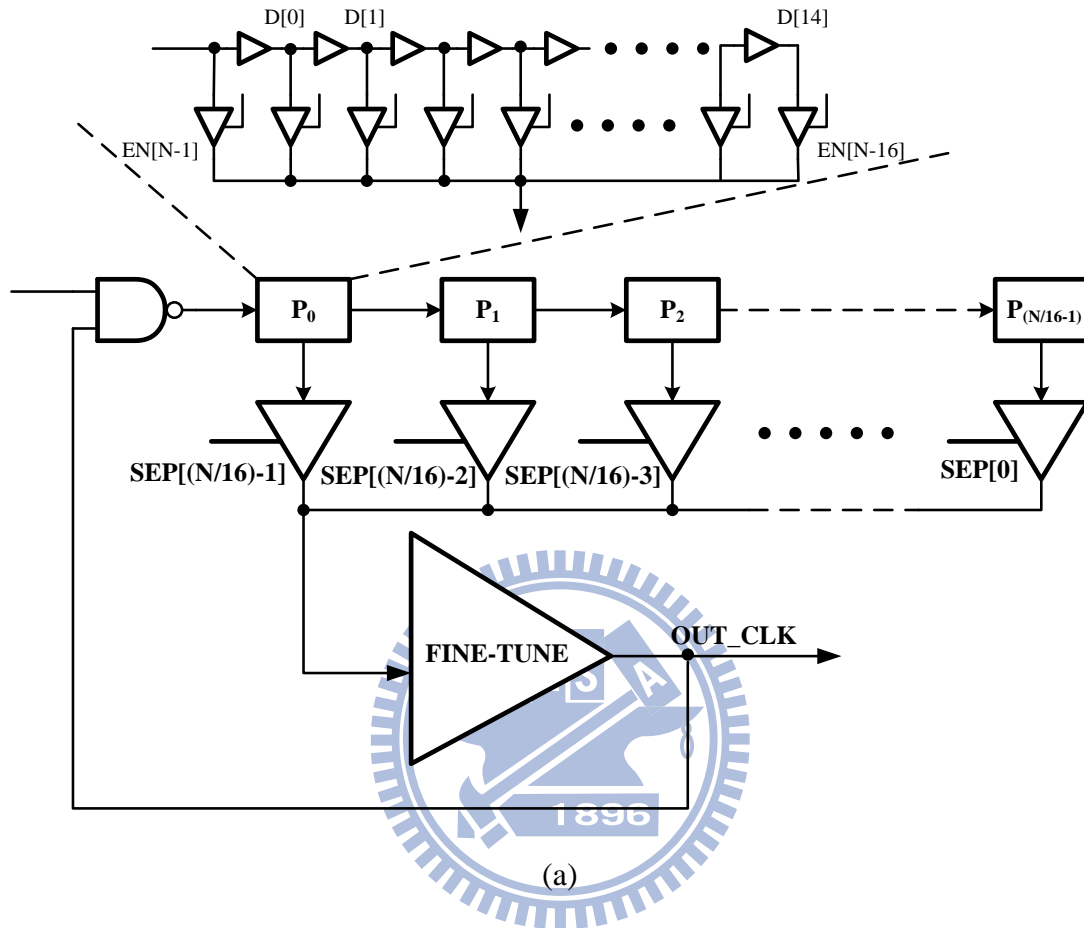 D[0] D[1] D[14]
EN[N-1] EN[N-16]
P0 P1 P2 P(N/16-1)
SEP[(N/16)-1] SEP[(N/16)-2] SEP[(N/16)-3] SEP[0]
FINE-TUNE
OUT_CLK
S A
1896
(a)